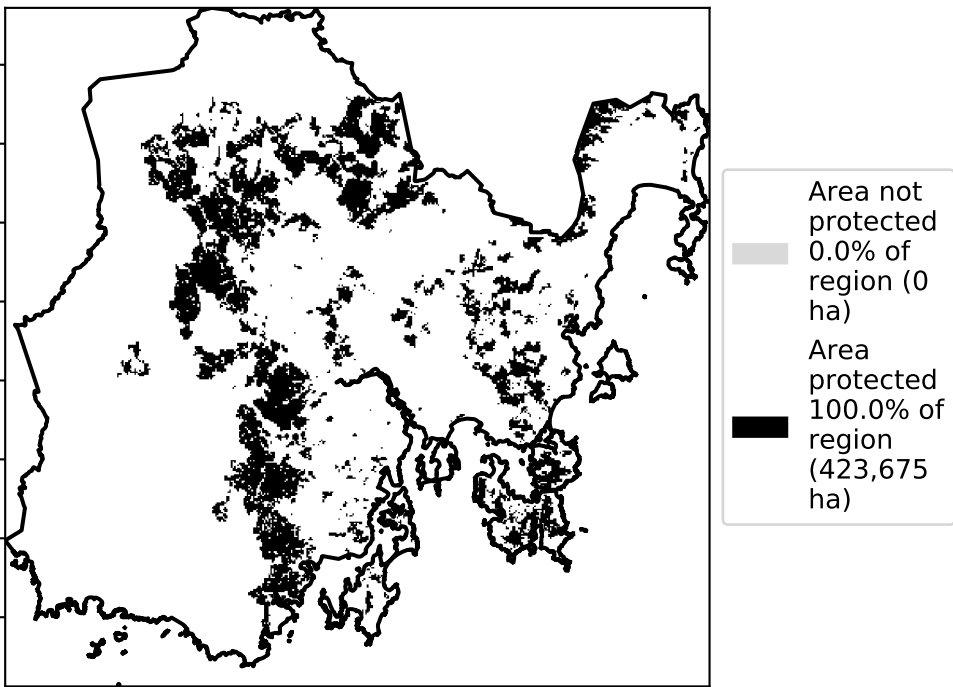 Area not
protected
0.0% of
region (0
ha)
Area
protected
100.0% of
region
(423,675
ha)